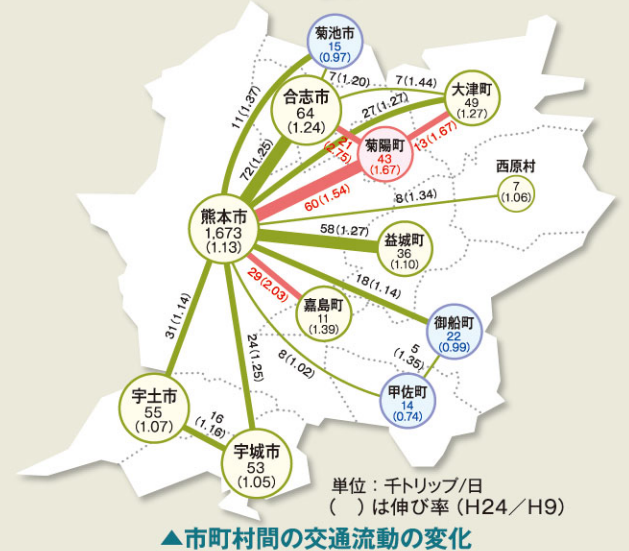 菊池市
15
(0.97)
7(1.20)
7(1.44)
大津町
49
(1.27)
合志市
64
(1.24)
11(1.37)
27(1.27)
21
(2.75)
菊陽町
43
(1.67)
13(1.67)
72(1.25)
60(1.54)
西原村
7
(1.06)
8(1.34)
熊本市
1,673
(1.13)
58(1.27)
益城町
36
(1.10)
29(2.03)
18(1.14)
嘉島町
11
(1.39)
御船町
22
(0.99)
31(1.14)
24(1.25)
8(1.02)
5
(1.35)
甲佐町
14
(0.74)
宇土市
55
(1.07)
16
(1.16)
宇城市
53
(1.05)
単位：千トリップ/日
(　)は伸び率(H24／H9)
▲市町村間の交通流動の変化